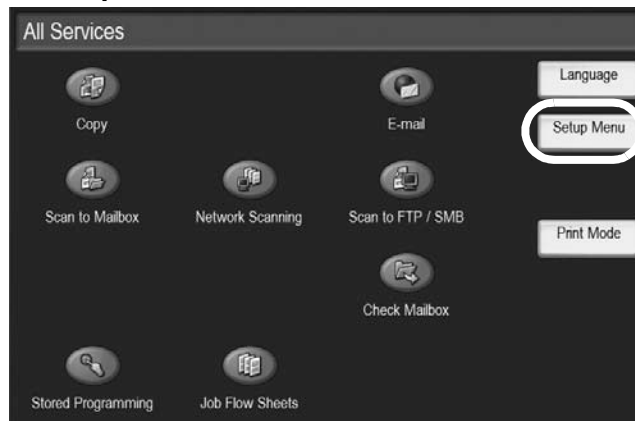 All Services
Language
Copy
E-mail
Setup Menu
Scan to Mailbox
Network Scanning
Scan to FTP / SMB
Print Mode
Check Mailbox
Stored Programming
Job Flow Sheets